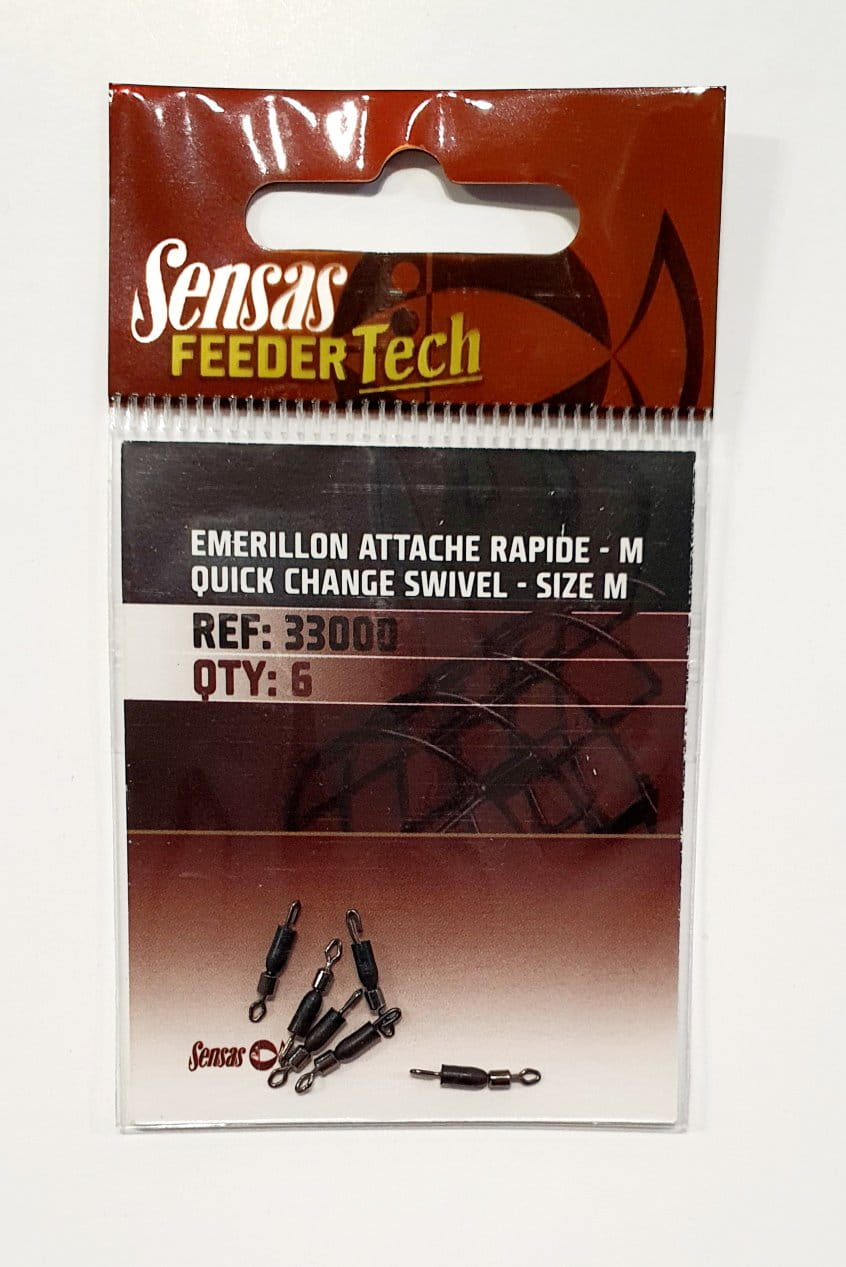 Sensas
FEEDER Tech
EMERILLON ATTACHE RAPIDE - M
QUICK CHANGE SWIVEL - SIZE M
REF: 33000
QTY: 6
Sensas